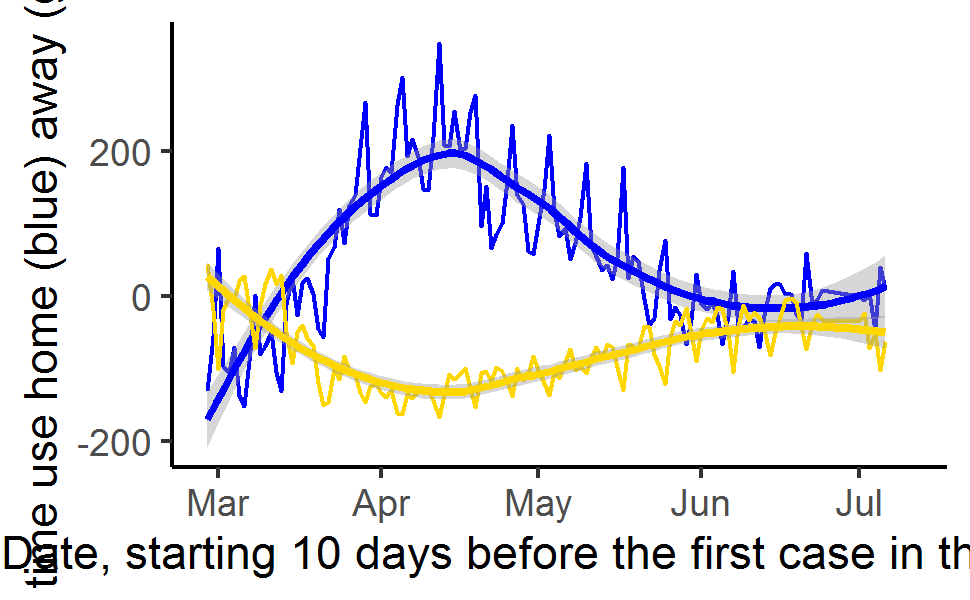 time use home (blue) away (
200
0
-200
Mar Apr May Jun Jul
Date, starting 10 days before the first case in th